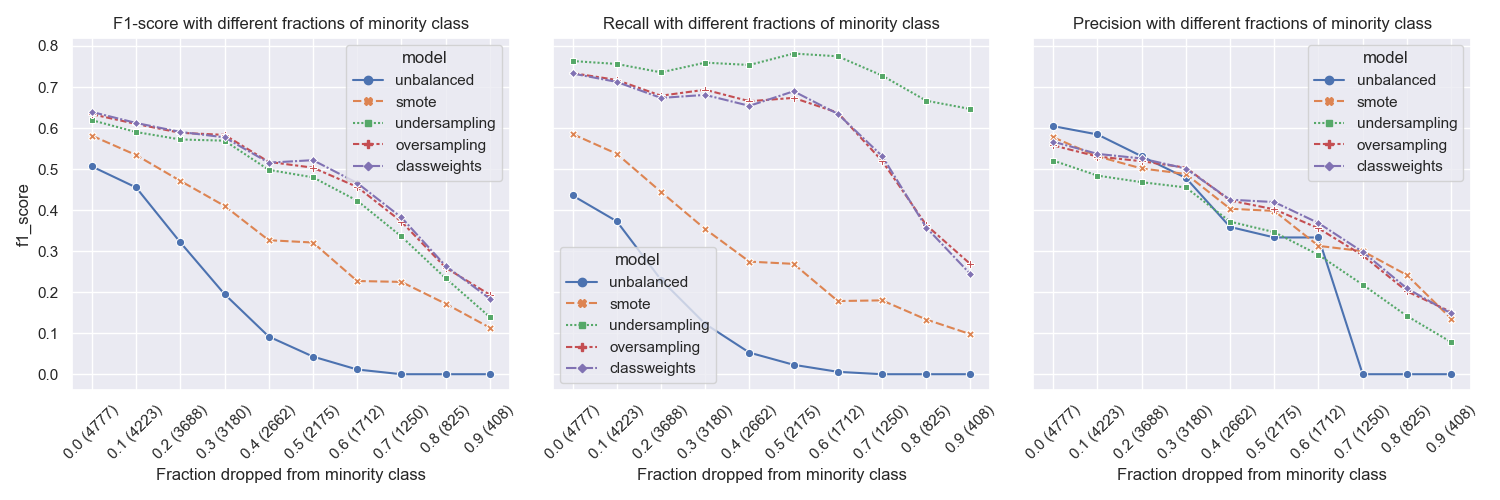 F1-score with different fractions of minority class
f1_score
0.8
0.7
0.6
0.5
0.4
0.3
0.2
0.1
0.0
model
unbalanced
smote
undersampling
oversampling
classweights
0.0 (4777)
0.1 (4223)
0.2 (3688)
0.3 (3180)
0.4 (2662)
0.5 (2175)
0.6 (1712)
0.7 (1250)
0.8 (825)
0.9 (408)
Fraction dropped from minority class
Recall with different fractions of minority class
model
unbalanced
smote
undersampling
oversampling
classweights
0.0 (4777)
0.1 (4223)
0.2 (3688)
0.3 (3180)
0.4 (2662)
0.5 (2175)
0.6 (1712)
0.7 (1250)
0.8 (825)
0.9 (408)
Fraction dropped from minority class
Precision with different fractions of minority class
model
unbalanced
smote
undersampling
oversampling
classweights
0.0 (4777)
0.1 (4223)
0.2 (3688)
0.3 (3180)
0.4 (2662)
0.5 (2175)
0.6 (1712)
0.7 (1250)
0.8 (825)
0.9 (408)
Fraction dropped from minority class